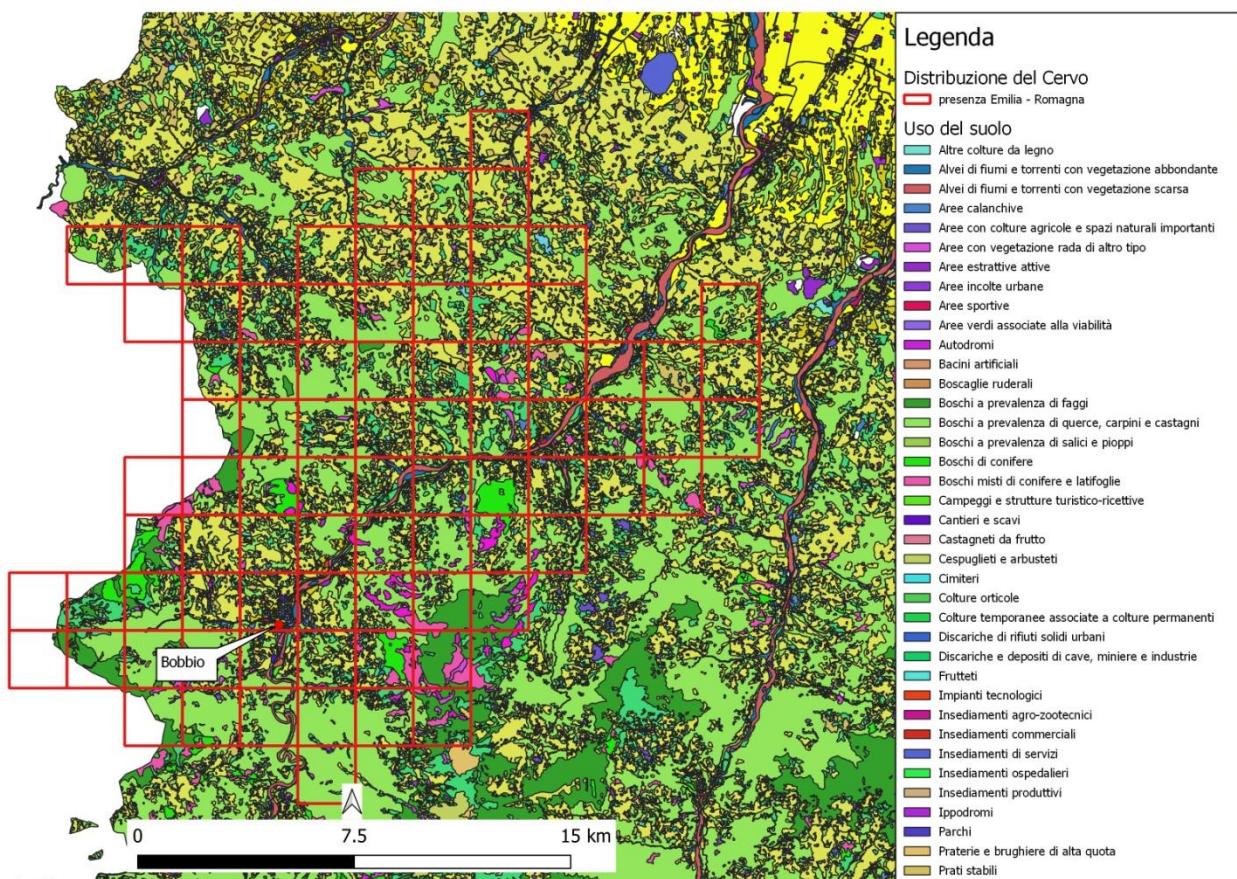 Bobbio
0 7.5 15 km
Legenda
Distribuzione del Cervo
presenza Emilia - Romagna
Uso del suolo
Altre colture da legno
Alvei di fiumi e torrenti con vegetazione abbondante
Alvei di fiumi e torrenti con vegetazione scarsa
Aree calanchive
Aree con colture agricole e spazi naturali importanti
Aree con vegetazione rada di altro tipo
Aree estrattive attive
Aree incolte urbane
Aree sportive
Aree verdi associate alla viabilità
Autodromi
Bacini artificiali
Boscaglie ruderali
Boschi a prevalenza di faggi
Boschi a prevalenza di querce, carpini e castagni
Boschi a prevalenza di salici e pioppi
Boschi di conifere
Boschi misti di conifere e latifoglie
Campeggi e strutture turistico-ricettive
Cantieri e scavi
Castagneti da frutto
Cespuglieti e arbusteti
Cimiteri
Colture orticole
Colture temporanee associate a colture permanenti
Discariche di rifiuti solidi urbani
Discariche e depositi di cave, miniere e industrie
Frutteti
Impianti tecnologici
Insediamenti agro-zootecnici
Insediamenti commerciali
Insediamenti di servizi
Insediamenti ospedalieri
Insediamenti produttivi
Ippodromi
Parchi
Praterie e brughiere di alta quota
Prati stabili